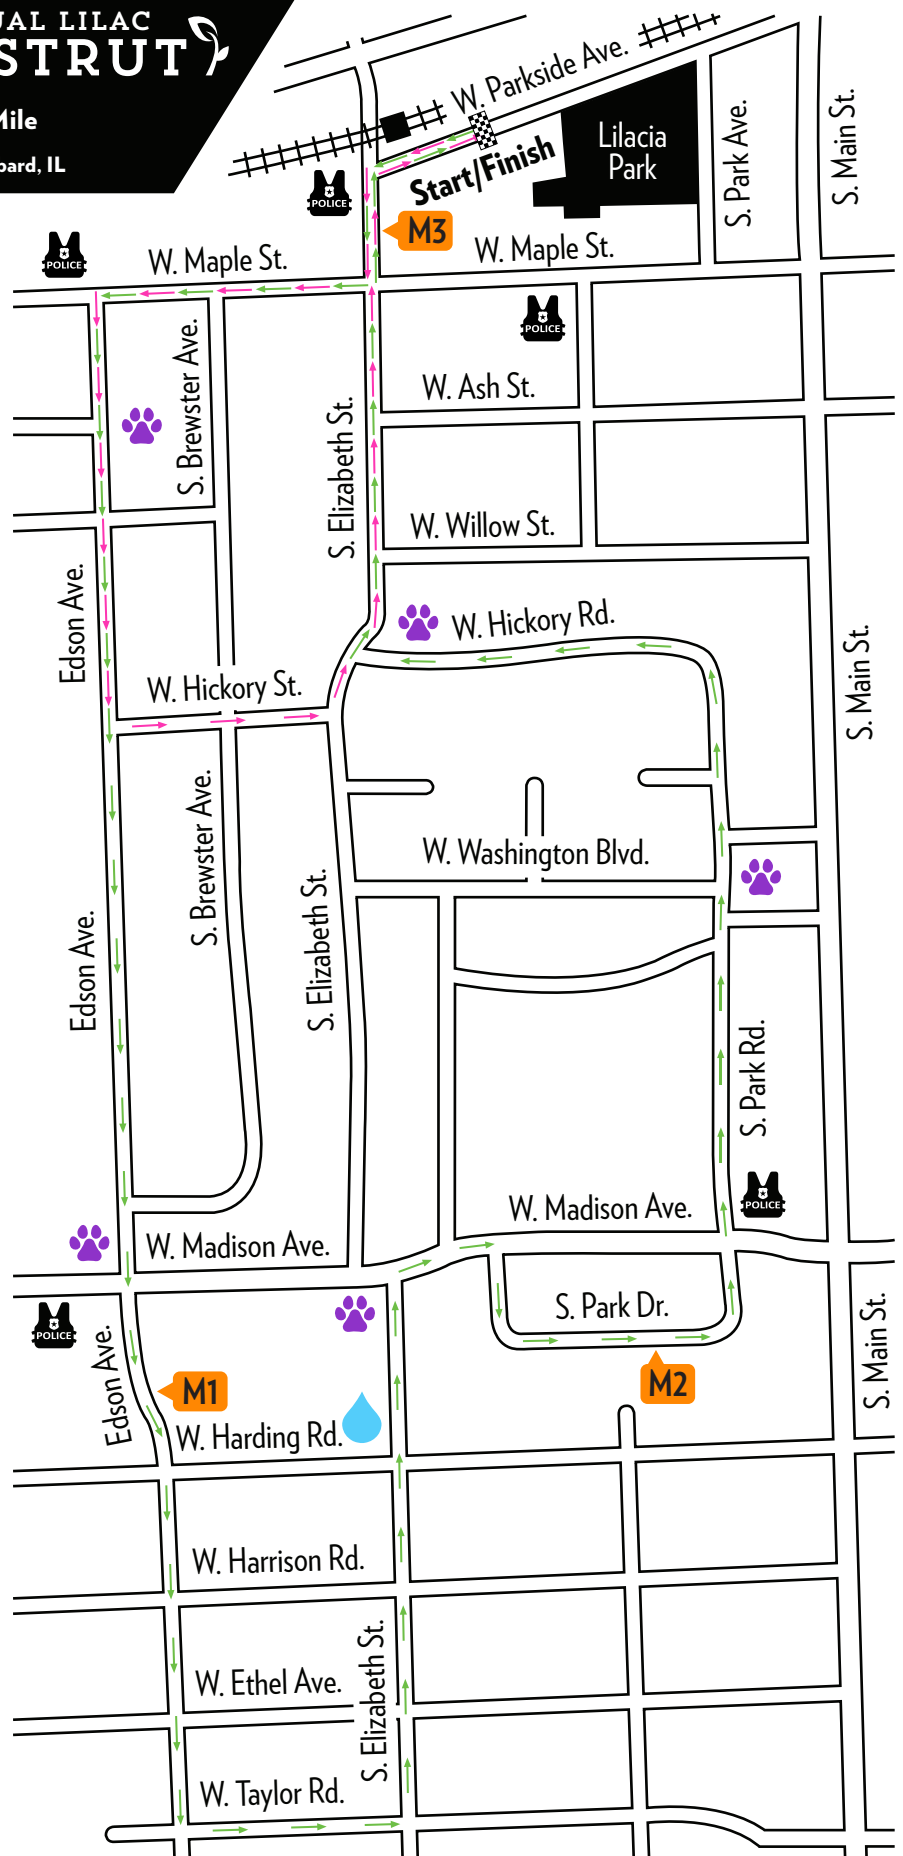 LILAC
STRUT
Mile
IL
W. Parkside Ave.
Start/Finish
Lilacia
Park
S. Park Ave.
S. Main St.
POLICE
M3
POLICE
W. Maple St.
W. Maple St.
POLICE
S. Brewster Ave.
W. Ash St.
S. Elizabeth St.
W. Willow St.
Edson Ave.
W. Hickory Rd.
S. Main St.
W. Hickory St.
S. Brewster Ave.
W. Washington Blvd.
S. Elizabeth St.
Edson Ave.
S. Park Rd.
POLICE
W. Madison Ave.
W. Madison Ave.
POLICE
S. Park Dr.
S. Main St.
Edson Ave.
M1
M2
W. Harding Rd.
W. Harrison Rd.
S. Elizabeth St.
W. Ethel Ave.
W. Taylor Rd.